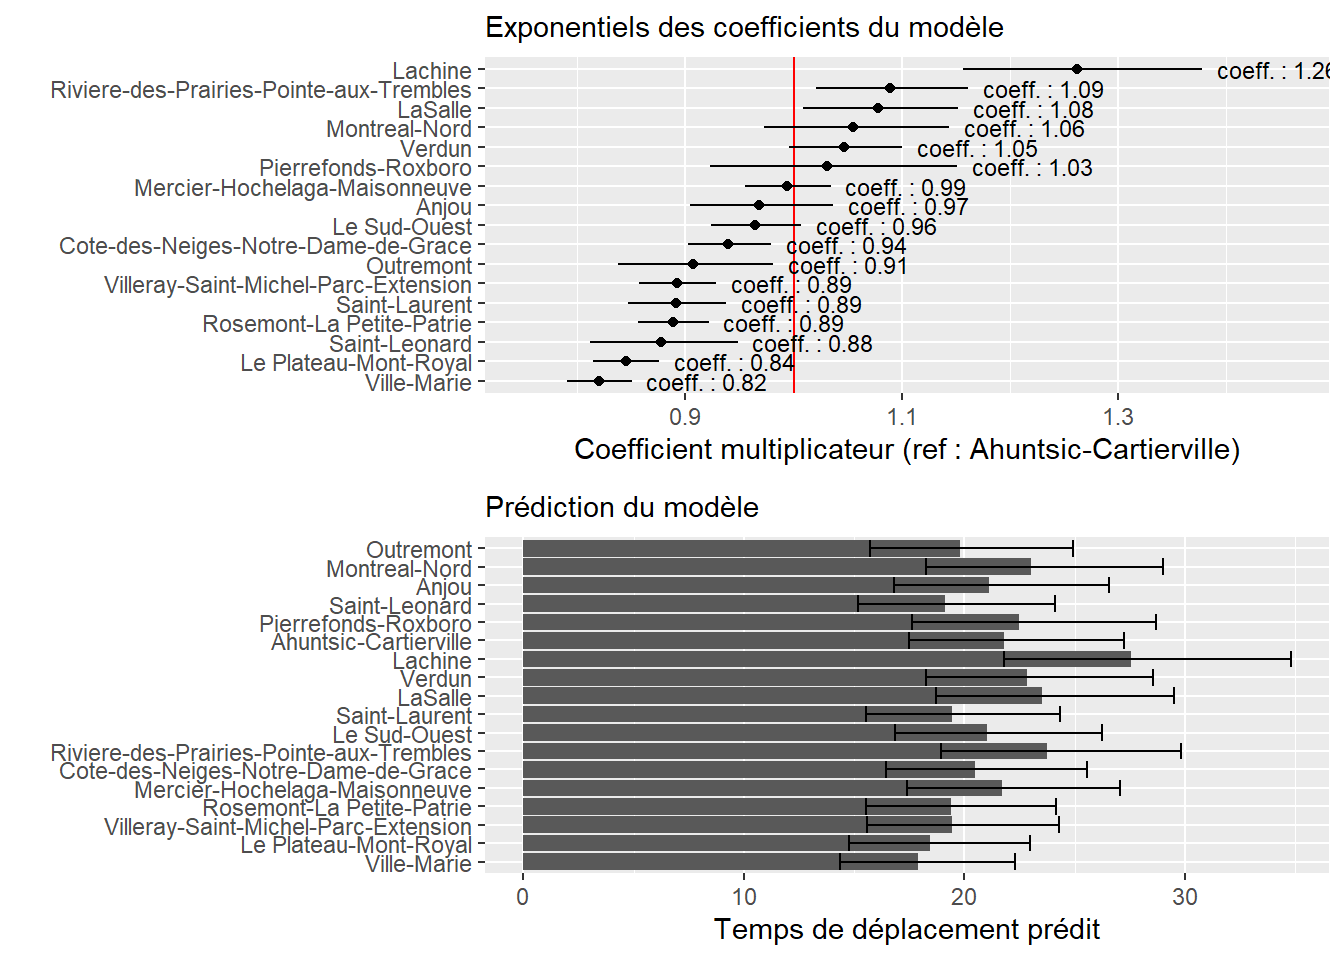 Exponentiels des coefficients du modèle
Lachine coeff. : 1.26
Riviere-des-Prairies-Pointe-aux-Trembles coeff. : 1.09
LaSalle coeff. : 1.08
Montreal-Nord coeff. : 1.06
Verdun coeff. : 1.05
Pierrefonds-Roxboro coeff. : 1.03
Mercier-Hochelaga-Maisonneuve coeff. : 0.99
Anjou coeff. : 0.97
Le Sud-Ouest coeff. : 0.96
Cote-des-Neiges-Notre-Dame-de-Grace coeff. : 0.94
Outremont coeff. : 0.91
Villeray-Saint-Michel-Parc-Extension coeff. : 0.89
Saint-Laurent coeff. : 0.89
Rosemont-La Petite-Patrie coeff. : 0.89
Saint-Leonard coeff. : 0.88
Le Plateau-Mont-Royal coeff. : 0.84
Ville-Marie coeff. : 0.82
0.9 1.1 1.3
Coefficient multiplicateur (ref : Ahuntsic-Cartierville)
Prédiction du modèle
Outremont
Montreal-Nord
Anjou
Saint-Leonard
Pierrefonds-Roxboro
Ahuntsic-Cartierville
Lachine
Verdun
LaSalle
Saint-Laurent
Le Sud-Ouest
Riviere-des-Prairies-Pointe-aux-Trembles
Cote-des-Neiges-Notre-Dame-de-Grace
Mercier-Hochelaga-Maisonneuve
Rosemont-La Petite-Patrie
Villeray-Saint-Michel-Parc-Extension
Le Plateau-Mont-Royal
Ville-Marie
0 10 20 30
Temps de déplacement prédit